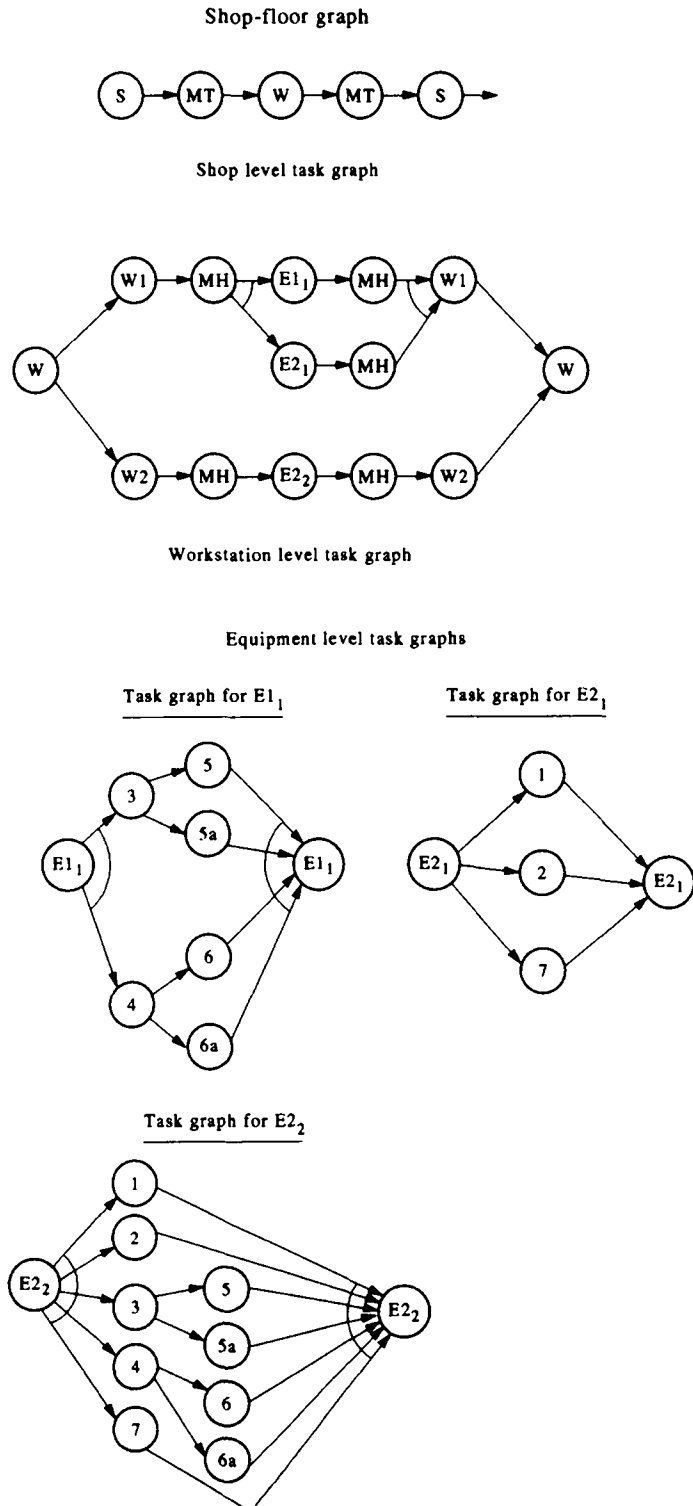 Shop-floor graph
S MT W MT S
Shop level task graph
W1 MH E1₁ MH W1
E2₁ MH
W W
W2 MH E2₂ MH W2
Workstation level task graph
Equipment level task graphs
Task graph for E1₁
5
3
5a
E1₁ E1₁
6
4
6a
Task graph for E2₁
1
E2₁ 2 E2₁
7
Task graph for E2₂
1
2
E2₂ 5 E2₂
3
5a
4
6
7
6a